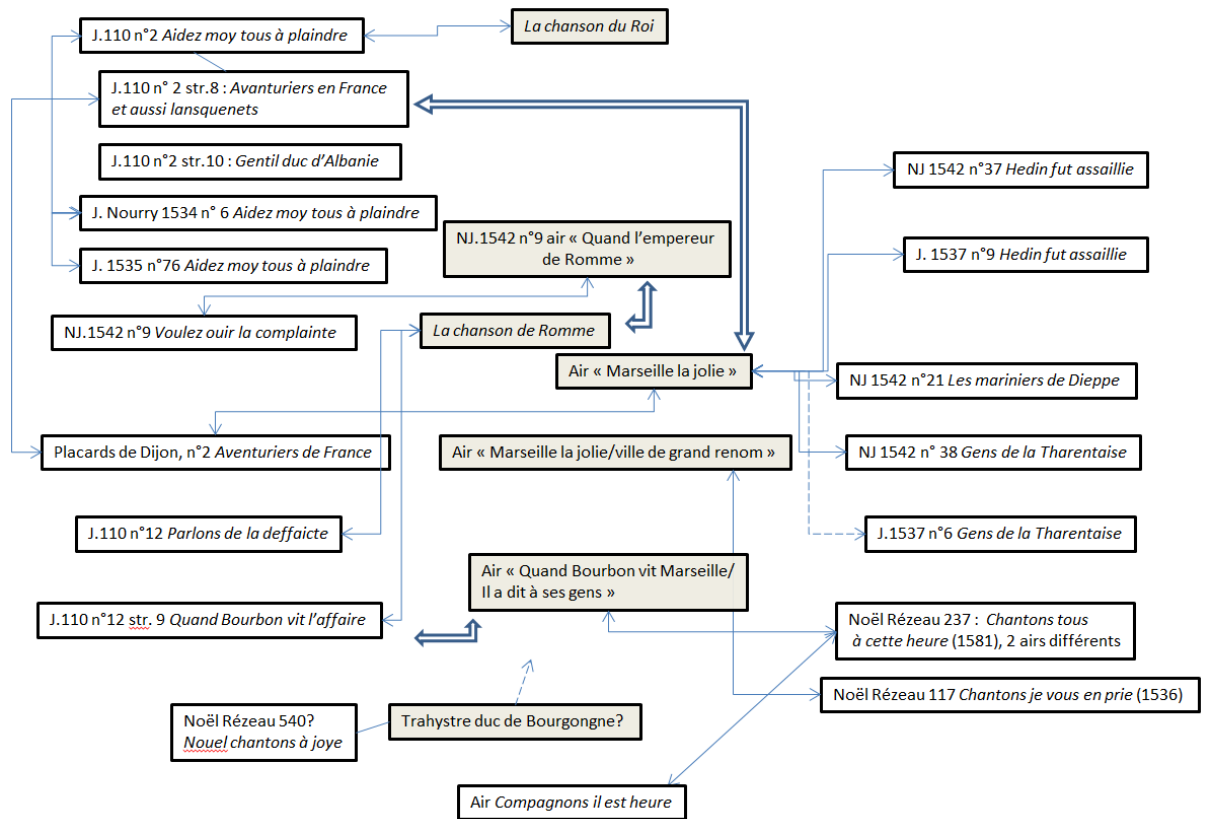 J.110 n°2 Aidez moy tous à plaindre
La chanson du Roi
J.110 n° 2 str.8 : Avanturiers en France
et aussi lansquenets
J.110 n°2 str.10 : Gentil duc d'Albanie
NJ 1542 n°37 Hedin fut assaillie
J. Nourry 1534 n° 6 Aidez moy tous à plaindre
NJ.1542 n°9 air « Quand l'empereur
de Romme »
J. 1537 n°9 Hedin fut assaillie
J. 1535 n°76 Aidez moy tous à plaindre
NJ.1542 n°9 Voulez ouir la complainte
La chanson de Romme
Air « Marseille la jolie »
NJ 1542 n°21 Les mariniers de Dieppe
Placards de Dijon, n°2 Aventuriers de France
Air « Marseille la jolie/ville de grand renom »
NJ 1542 n° 38 Gens de la Tharentaise
J.110 n°12 Parlons de la deffaicte
J.1537 n°6 Gens de la Tharentaise
Air « Quand Bourbon vit Marseille/
Il a dit à ses gens »
J.110 n°12 str. 9 Quand Bourbon vit l'affaire
Noël Rézeau 237 : Chantons tous
à cette heure (1581), 2 airs différents
Noël Rézeau 117 Chantons je vous en prie (1536)
Noël Rézeau 540?
Nouel chantons à joye
Trahystre duc de Bourgongne?
Air Compagnons il est heure